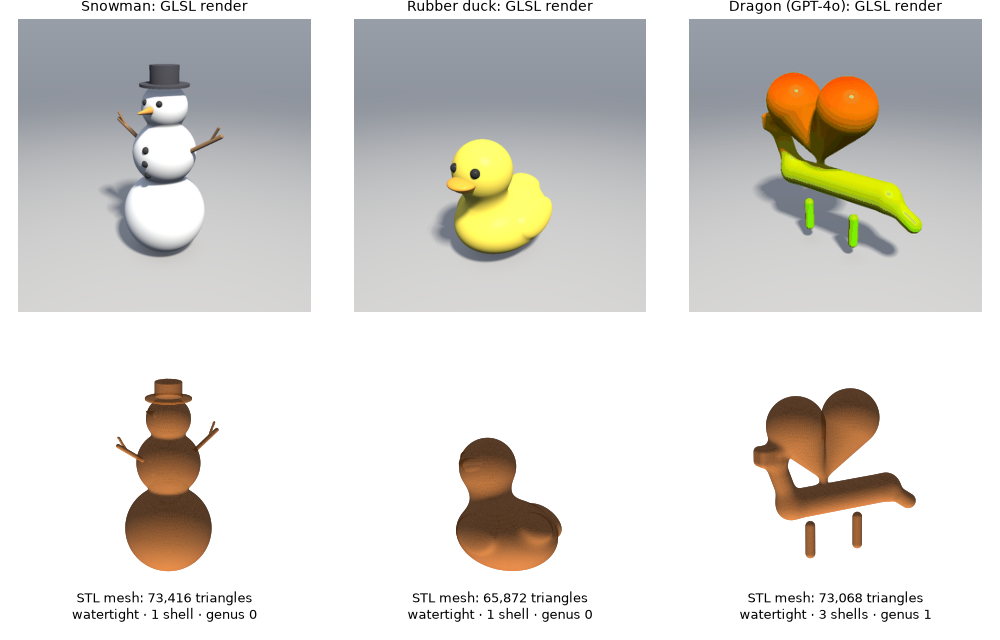 Snowman: GLSL render
Rubber duck: GLSL render
Dragon (GPT-4o): GLSL render
STL mesh: 73,416 triangles
watertight · 1 shell · genus 0
STL mesh: 65,872 triangles
watertight · 1 shell · genus 0
STL mesh: 73,068 triangles
watertight · 3 shells · genus 1